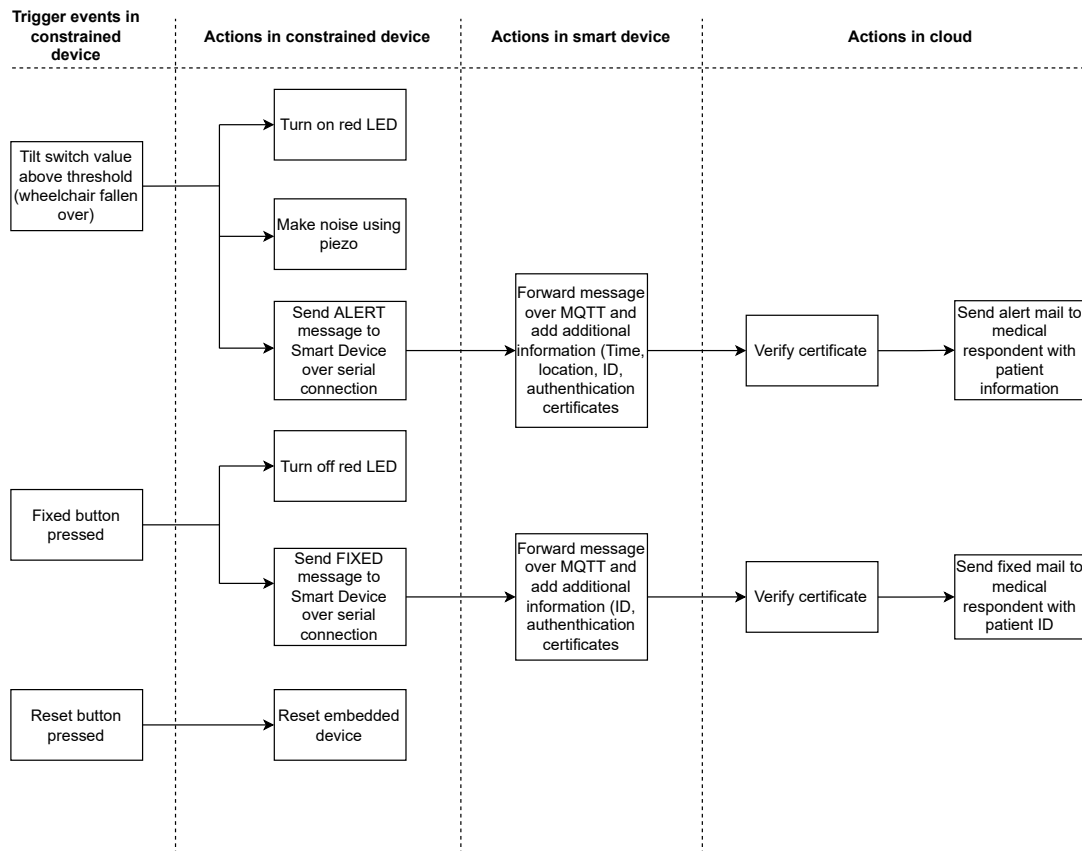 Trigger events in
constrained
device
Actions in constrained device
Actions in smart device
Actions in cloud
Turn on red LED
Tilt switch value
above threshold
(wheelchair fallen
over)
Make noise using
piezo
Send ALERT
message to
Smart Device
over serial
connection
Forward message
over MQTT and
add additional
information (Time,
location, ID,
authenthication
certificates
Verify certificate
Send alert mail to
medical
respondent with
patient
information
Turn off red LED
Fixed button
pressed
Send FIXED
message to
Smart Device
over serial
connection
Forward message
over MQTT and
add additional
information (ID,
authenthication
certificates
Verify certificate
Send fixed mail to
medical
respondent with
patient ID
Reset button
pressed
Reset embedded
device